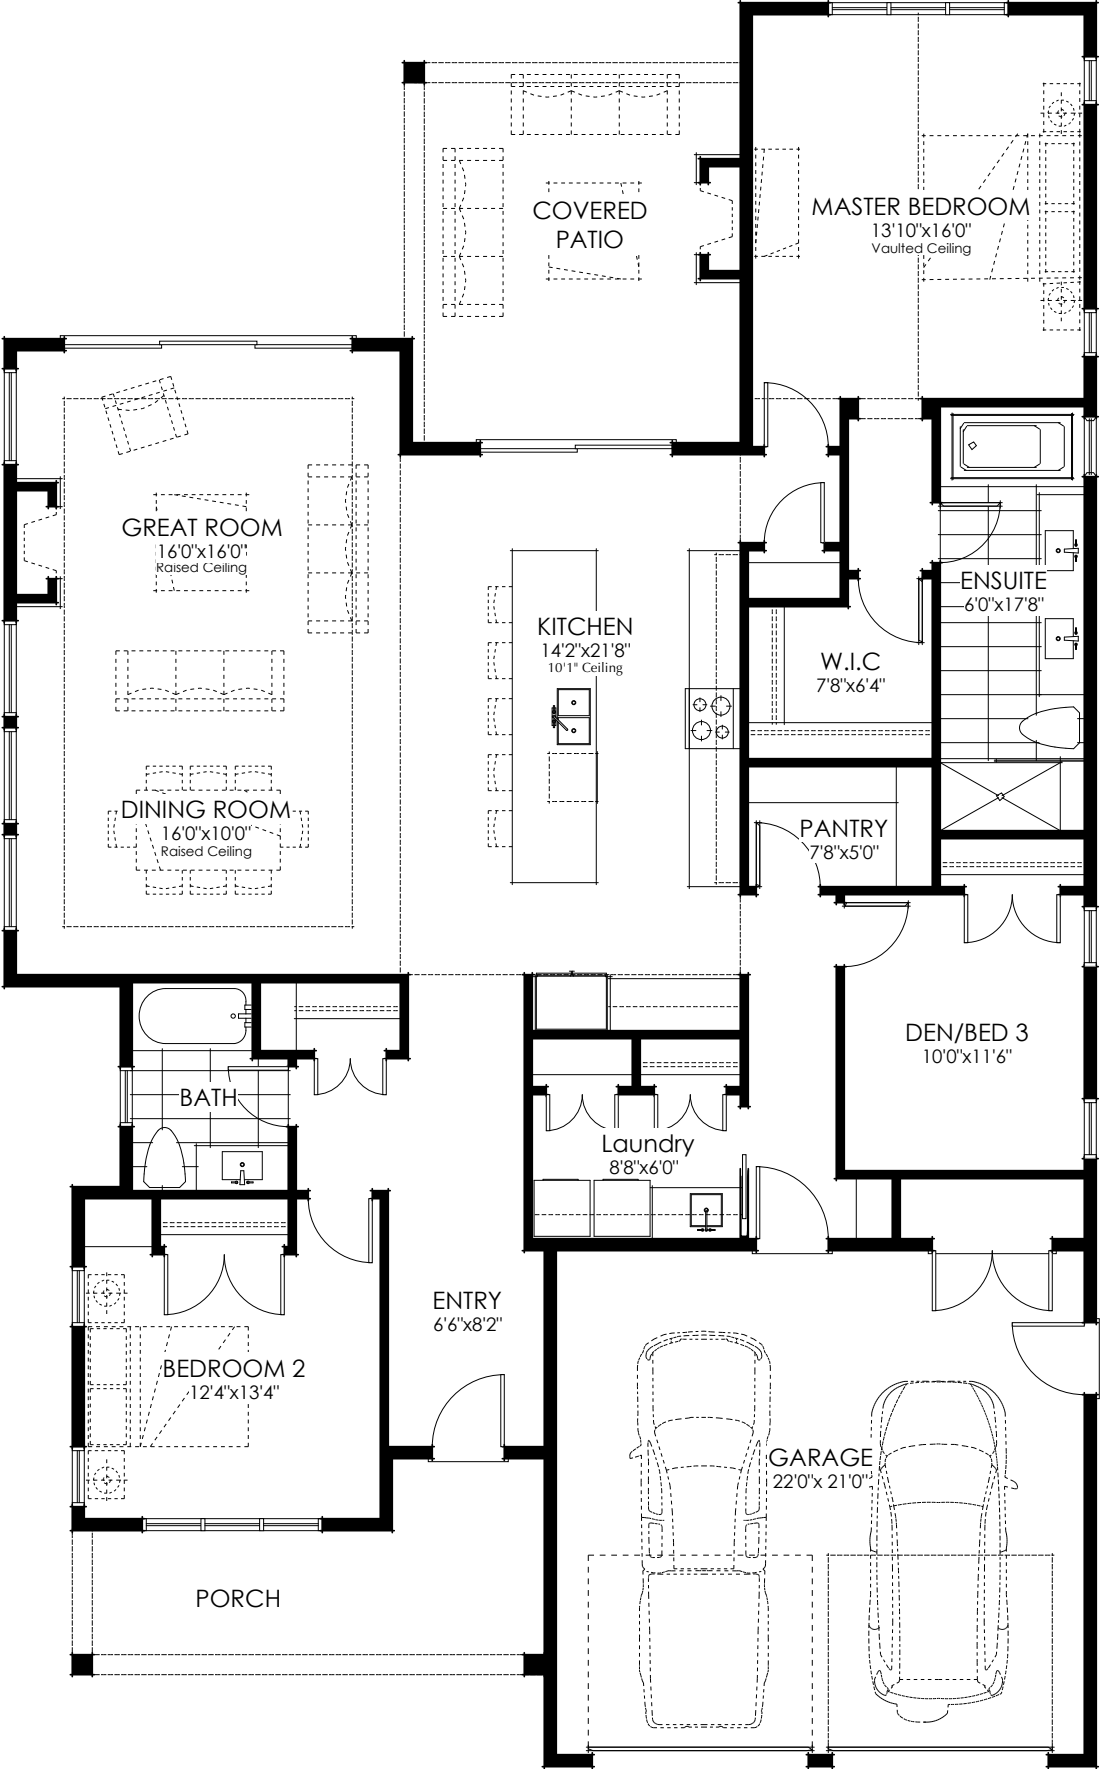 COVERED
PATIO
MASTER BEDROOM
13'10"x16'0"
Vaulted Ceiling
GREAT ROOM
16'0"x16'0"
Raised Ceiling
KITCHEN
14'2"x21'8"
10'1" Ceiling
ENSUITE
6'0"x17'8"
W.I.C
7'8"x6'4"
DINING ROOM
16'0"x10'0"
Raised Ceiling
PANTRY
7'8"x5'0"
DEN/BED 3
10'0"x11'6"
BATH
Laundry
8'8"x6'0"
ENTRY
6'6"x8'2"
BEDROOM 2
12'4"x13'4"
GARAGE
22'0"x 21'0"
PORCH